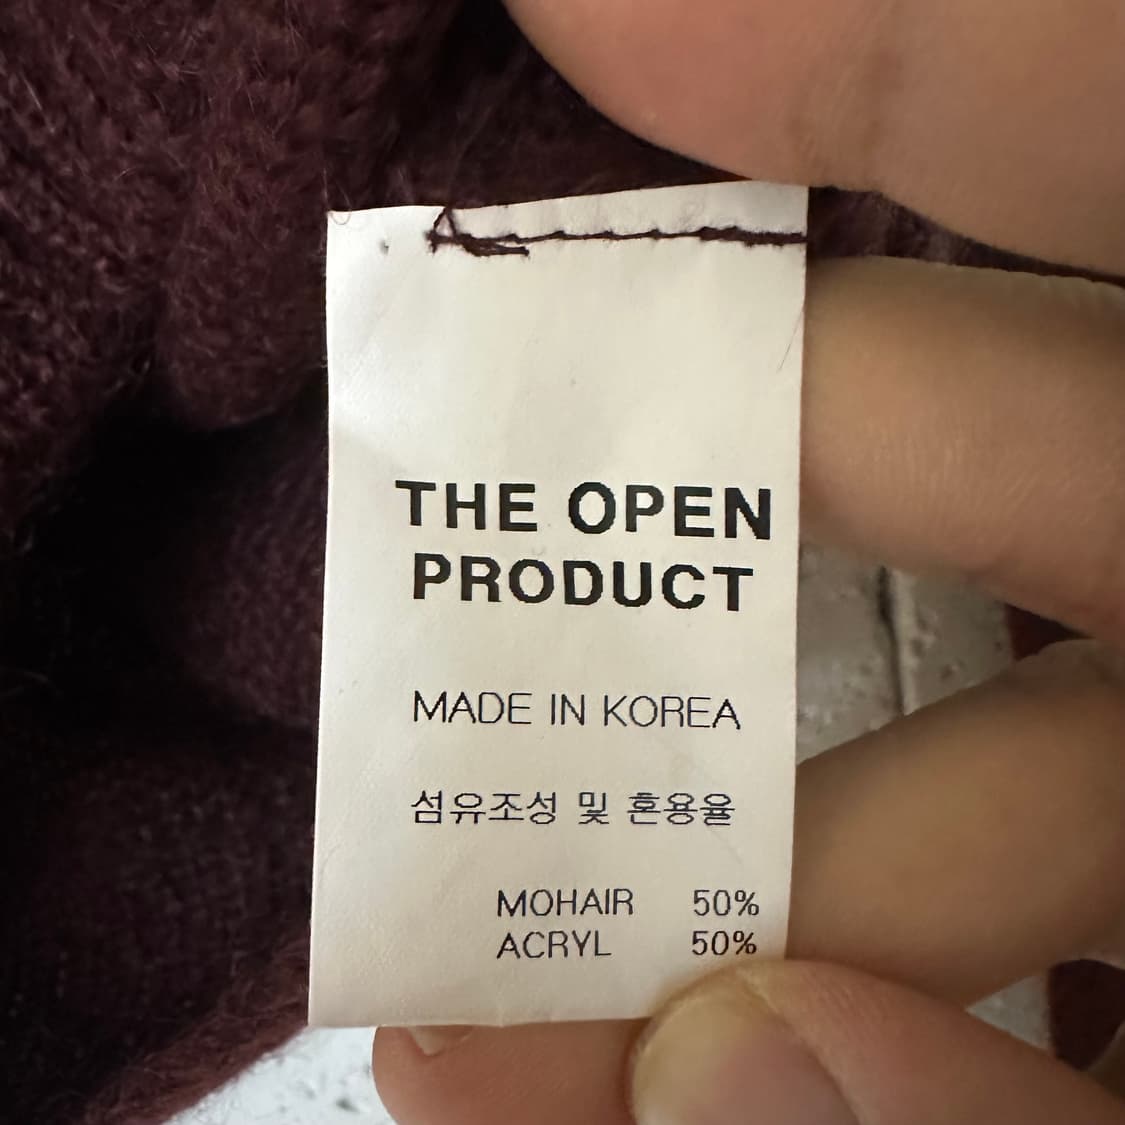 THE OPEN
PRODUCT
MADE IN KOREA
섬유조성 및 혼용율
MOHAIR 50%
ACRYL 50%